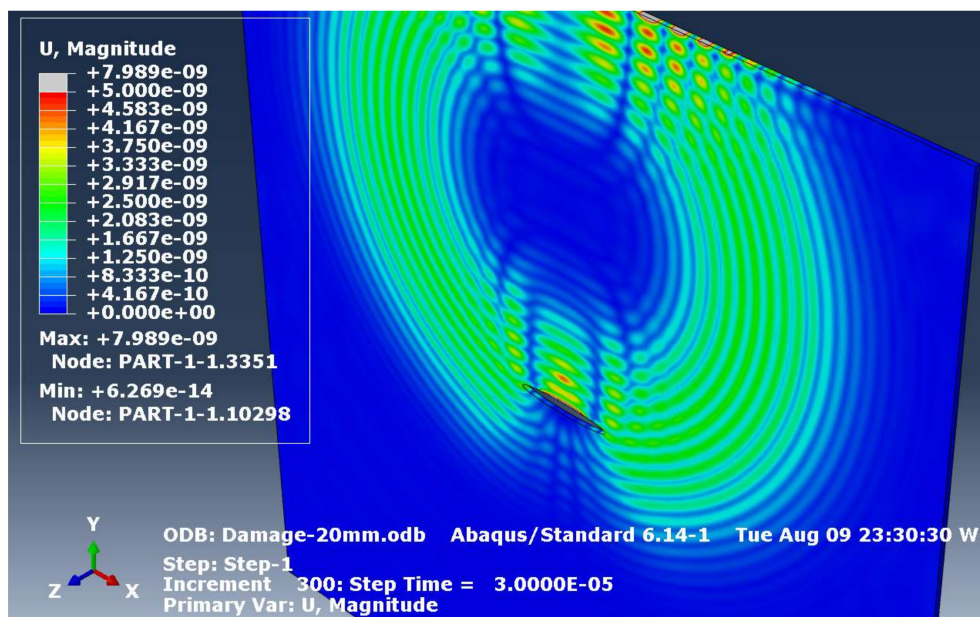 U, Magnitude
+7.989e-09
+5.000e-09
+4.583e-09
+4.167e-09
+3.750e-09
+3.333e-09
+2.917e-09
+2.500e-09
+2.083e-09
+1.667e-09
+1.250e-09
+8.333e-10
+4.167e-10
+0.000e+00
Max: +7.989e-09
Node: PART-1-1.3351
Min: +6.269e-14
Node: PART-1-1.10298
Y
Z X
ODB: Damage-20mm.odb Abaqus/Standard 6.14-1 Tue Aug 09 23:30:30 W
Step: Step-1
Increment 300: Step Time = 3.0000E-05
Primary Var: U, Magnitude